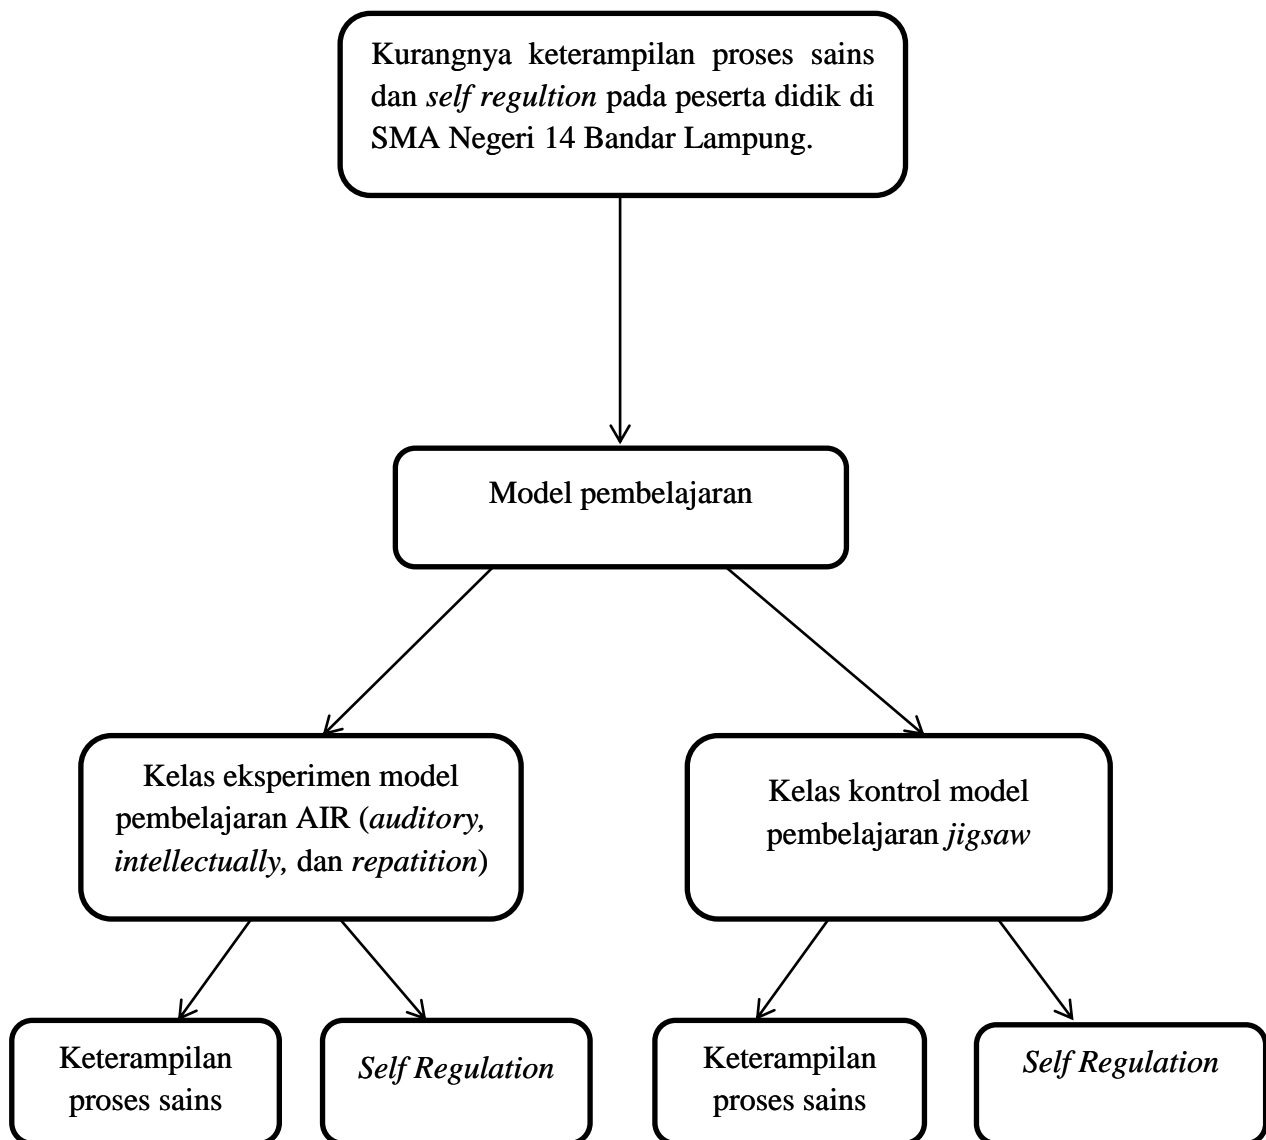 Kurangnya keterampilan proses sains
dan self regultion pada peserta didik di
SMA Negeri 14 Bandar Lampung.
Model pembelajaran
Kelas eksperimen model
pembelajaran AIR (auditory,
intellectually, dan repatition)
Kelas kontrol model
pembelajaran jigsaw
Keterampilan
proses sains
Self Regulation
Keterampilan
proses sains
Self Regulation